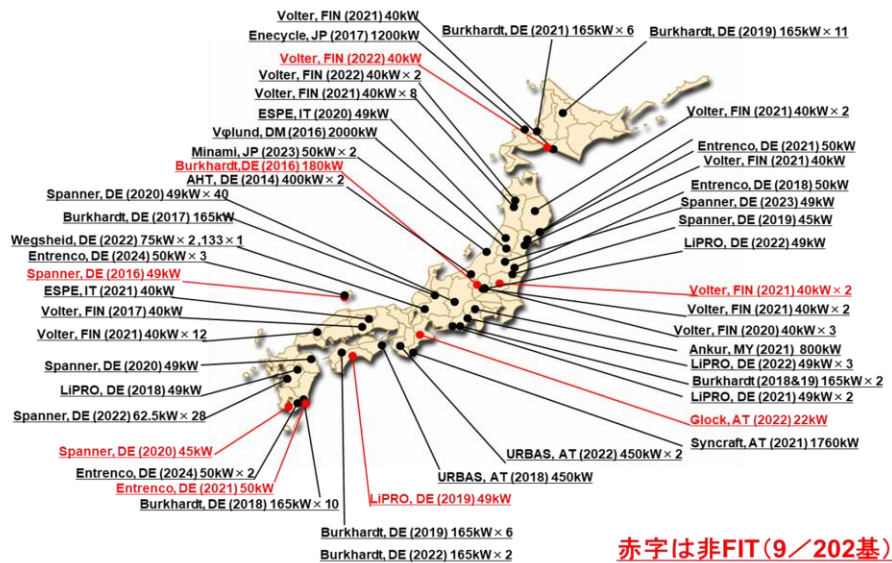 Volter, FIN (2021) 40kW
Enecycle, JP (2017) 1200kW
Volter, FIN (2022) 40kW
Volter, FIN (2022) 40kW×2
Volter, FIN (2021) 40kW×8
ESPE, IT (2020) 49kW
Vφlund, DM (2016) 2000kW
Minami, JP (2023) 50kW×2
Burkhardt,DE (2016) 180kW
AHT, DE (2014) 400kW×2
Spanner, DE (2020) 49kW×40
Burkhardt, DE (2017) 165kW
Wegsheid, DE (2022) 75kW×2 ,133×1
Entrenco, DE (2024) 50kW×3
Spanner, DE (2016) 49kW
ESPE, IT (2021) 40kW
Volter, FIN (2017) 40kW
Volter, FIN (2021) 40kW×12
Spanner, DE (2020) 49kW
LiPRO, DE (2018) 49kW
Spanner, DE (2022) 62.5kW×28
Spanner, DE (2020) 45kW
Entrenco, DE (2024) 50kW×2
Entrenco, DE (2021) 50kW
Burkhardt, DE (2018) 165kW×10
Burkhardt, DE (2021) 165kW×6
Burkhardt, DE (2019) 165kW×11
Volter, FIN (2021) 40kW×2
Entrenco, DE (2021) 50kW
Volter, FIN (2021) 40kW
Entrenco, DE (2018) 50kW
Spanner, DE (2023) 49kW
Spanner, DE (2019) 45kW
LiPRO, DE (2022) 49kW
Volter, FIN (2021) 40kW×2
Volter, FIN (2021) 40kW×2
Volter, FIN (2020) 40kW×3
Ankur, MY (2021) 800kW
LiPRO, DE (2022) 49kW×3
Burkhardt (2018&19) 165kW×2
LiPRO, DE (2021) 49kW×2
Glock, AT (2022) 22kW
Syncraft, AT (2021) 1760kW
URBAS, AT (2022) 450kW×2
URBAS, AT (2018) 450kW
LiPRO, DE (2019) 49kW
Burkhardt, DE (2019) 165kW×6
Burkhardt, DE (2022) 165kW×2
赤字は非FIT(9／202基)